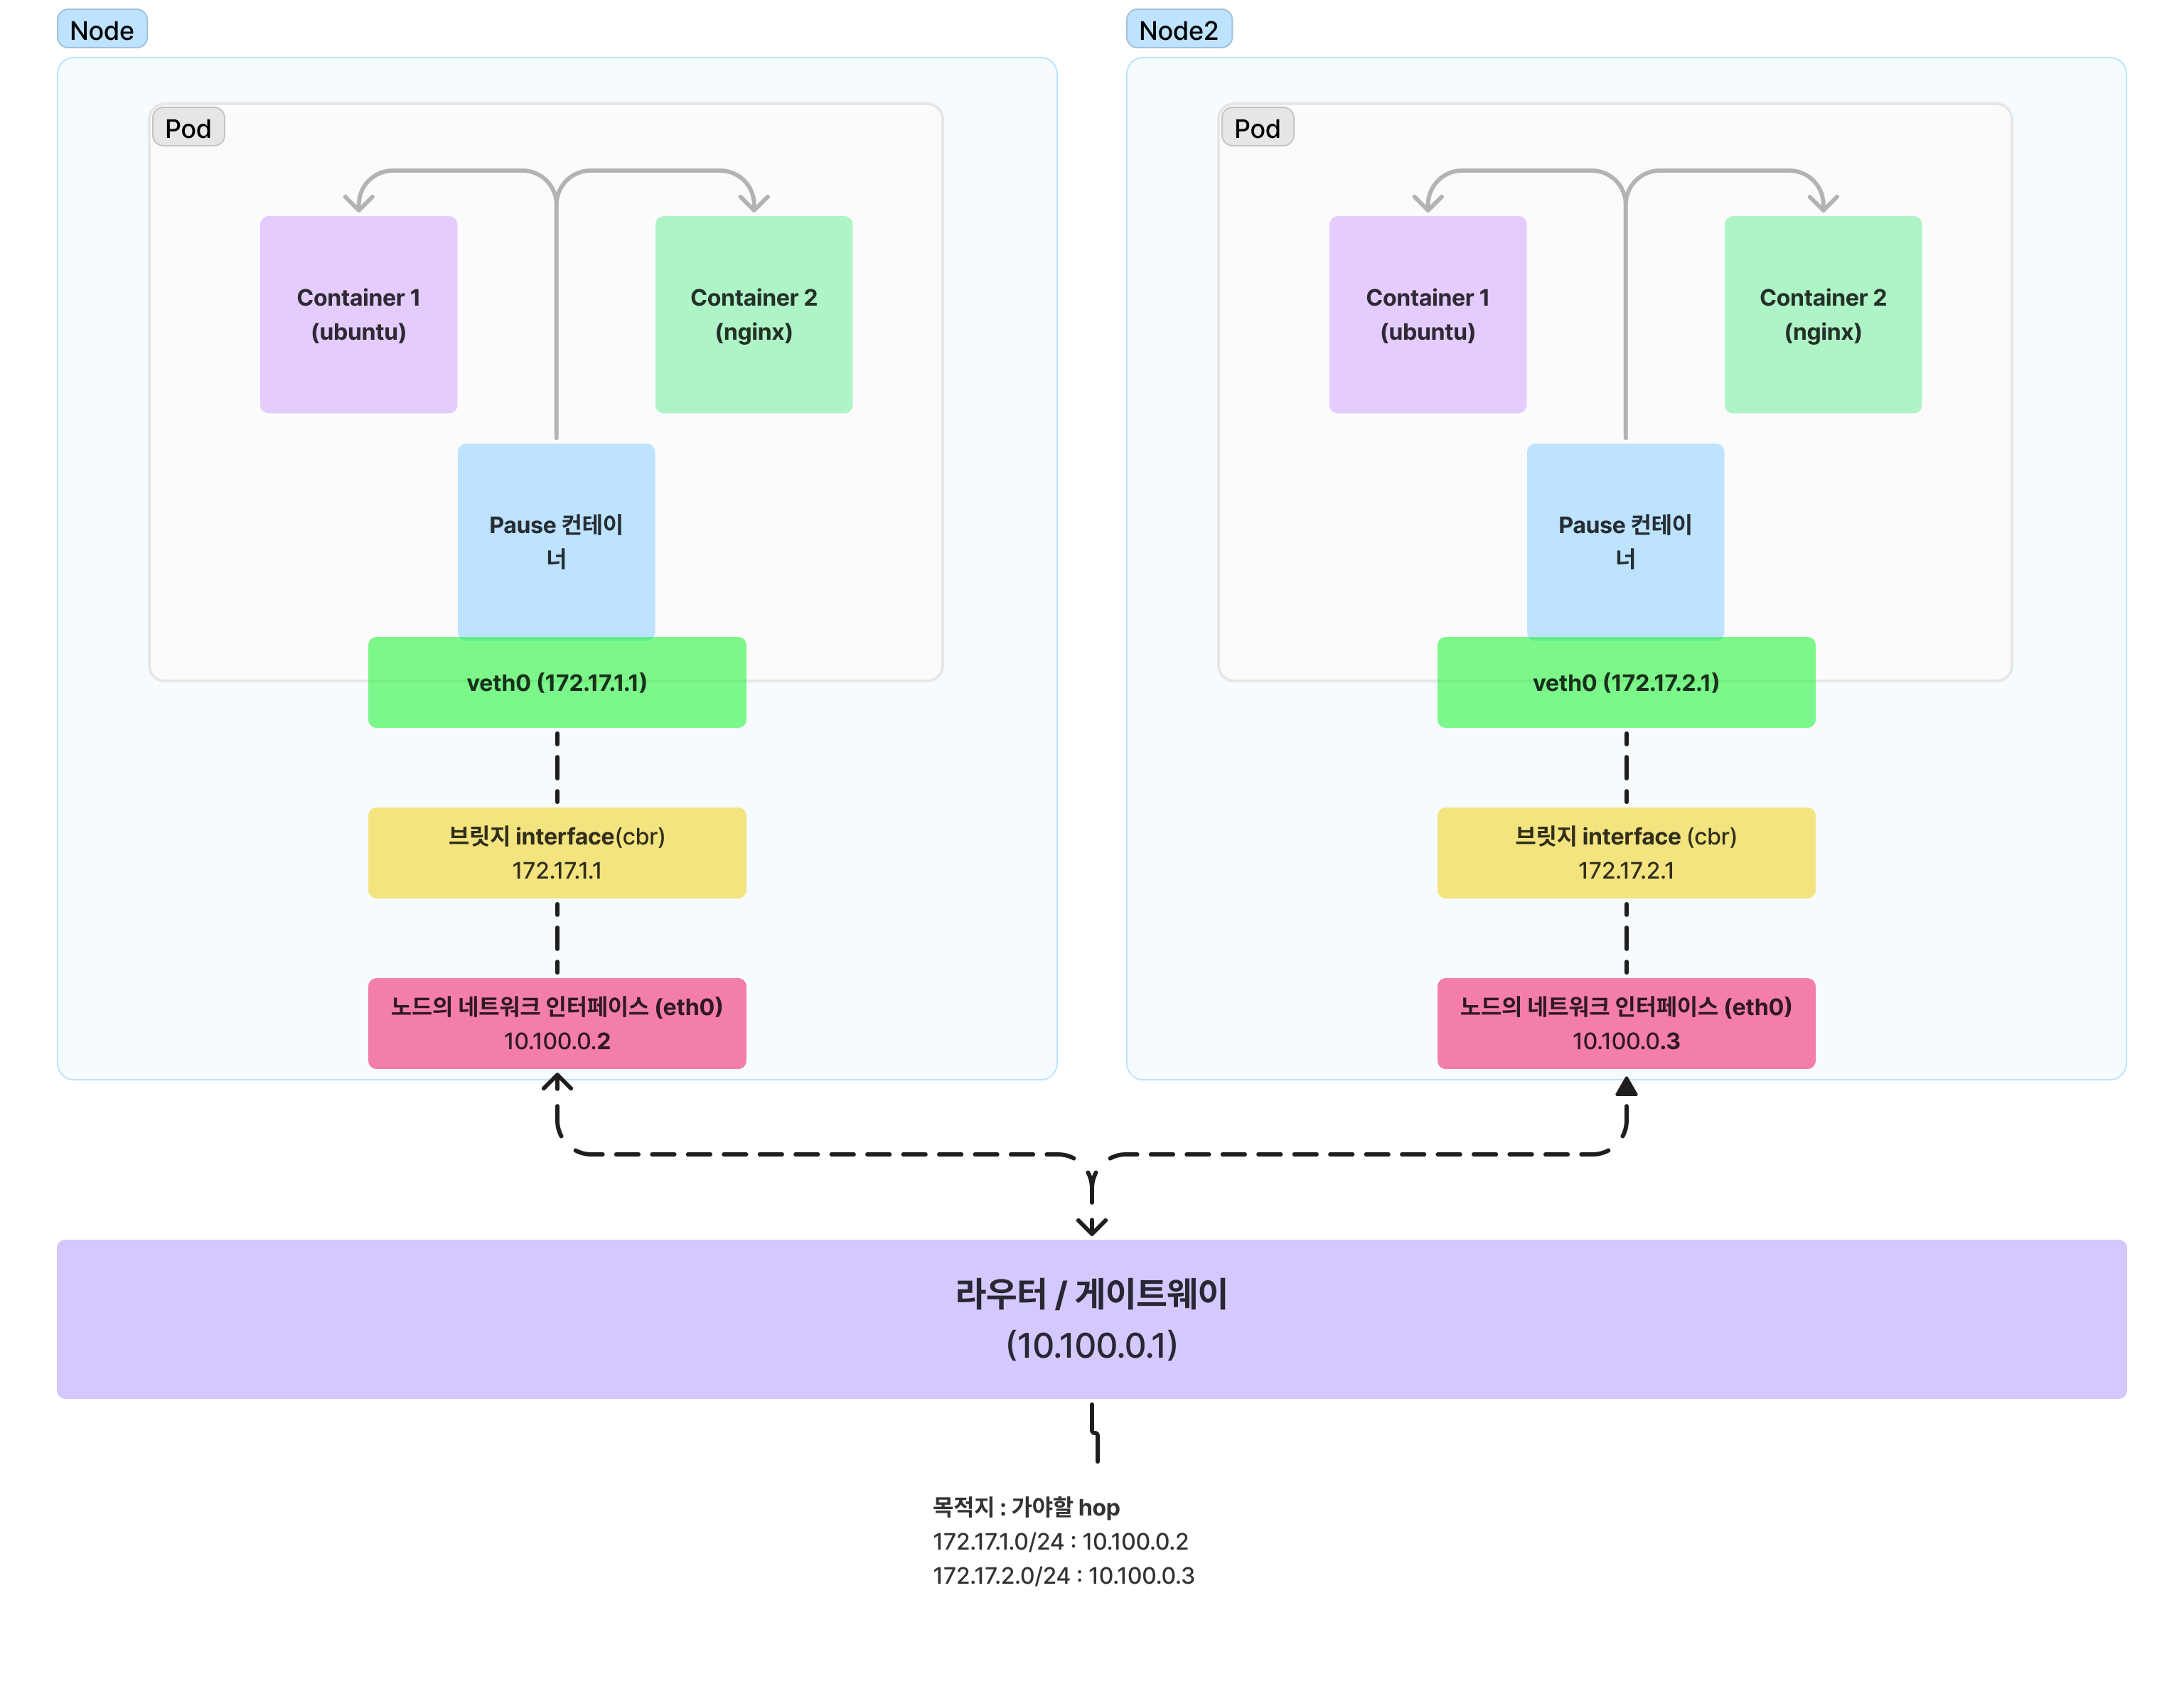 Node
Pod
Container 1
(ubuntu)
Container 2
(nginx)
Pause 컨테이
너
veth0 (172.17.1.1)
브릿지 interface(cbr)
172.17.1.1
노드의 네트워크 인터페이스 (eth0)
10.100.0.2
Node2
Pod
Container 1
(ubuntu)
Container 2
(nginx)
Pause 컨테이
너
veth0 (172.17.2.1)
브릿지 interface (cbr)
172.17.2.1
노드의 네트워크 인터페이스 (eth0)
10.100.0.3
라우터 / 게이트웨이
(10.100.0.1)
목적지 : 가야할 hop
172.17.1.0/24 : 10.100.0.2
172.17.2.0/24 : 10.100.0.3